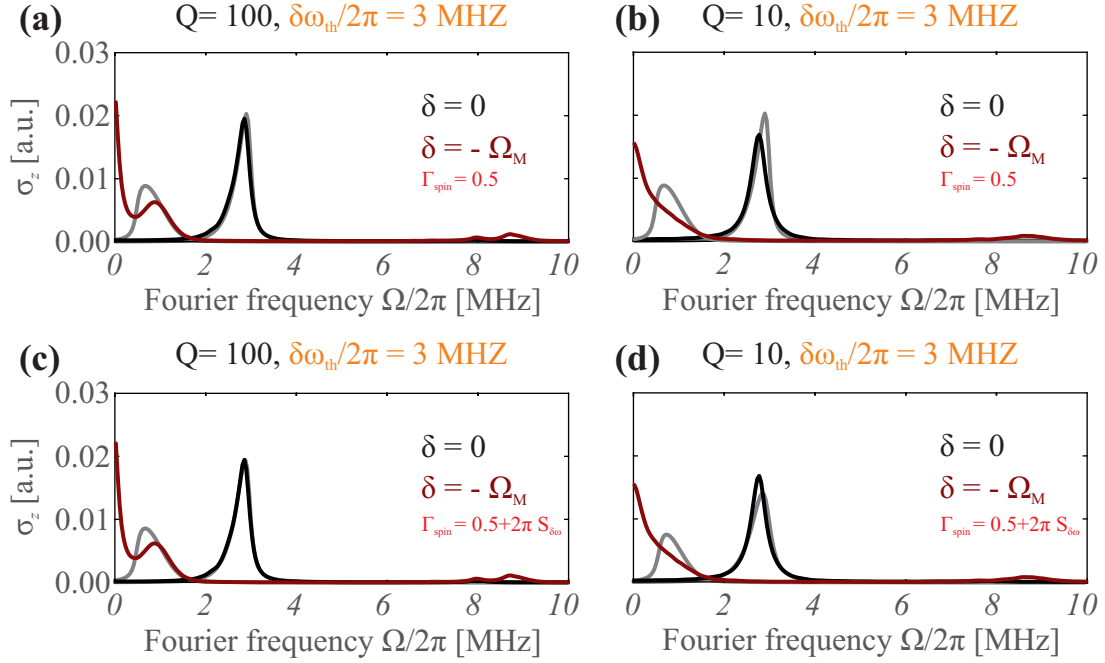 (a) Q= 100, δω_th/2π = 3 MHZ
0.03
0.02
0.01
0.00
σ_z [a.u.]
δ = 0
δ = - Ω_M
Γ_spin = 0.5
0 2 4 6 8 10
Fourier frequency Ω/2π [MHz]
(b) Q= 10, δω_th/2π = 3 MHZ
δ = 0
δ = - Ω_M
Γ_spin = 0.5
0 2 4 6 8 10
Fourier frequency Ω/2π [MHz]
(c) Q= 100, δω_th/2π = 3 MHZ
0.03
0.02
0.01
0.00
σ_z [a.u.]
δ = 0
δ = - Ω_M
Γ_spin = 0.5+2π S_δω
0 2 4 6 8 10
Fourier frequency Ω/2π [MHz]
(d) Q= 10, δω_th/2π = 3 MHZ
δ = 0
δ = - Ω_M
Γ_spin = 0.5+2π S_δω
0 2 4 6 8 10
Fourier frequency Ω/2π [MHz]